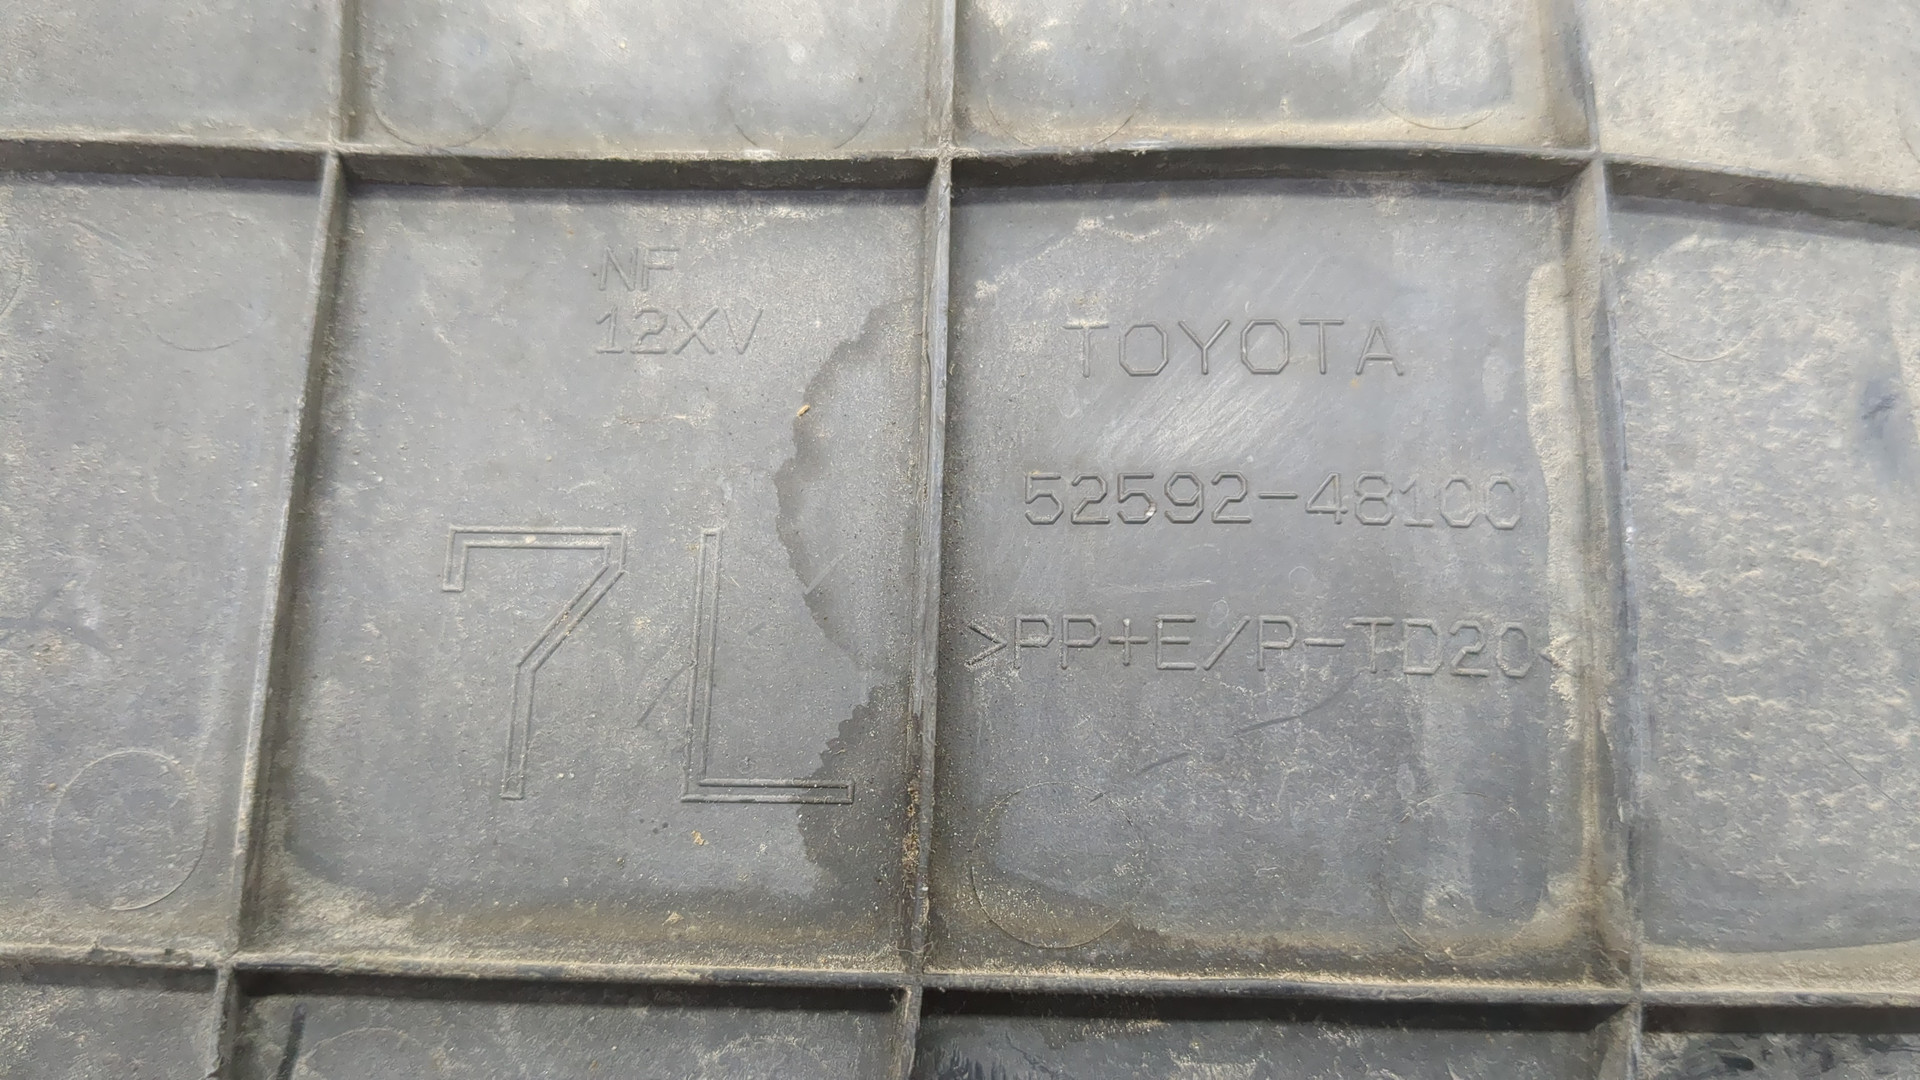 NF
12XV
7L
TOYOTA
52592-48100
>PP+E/P-TD20<